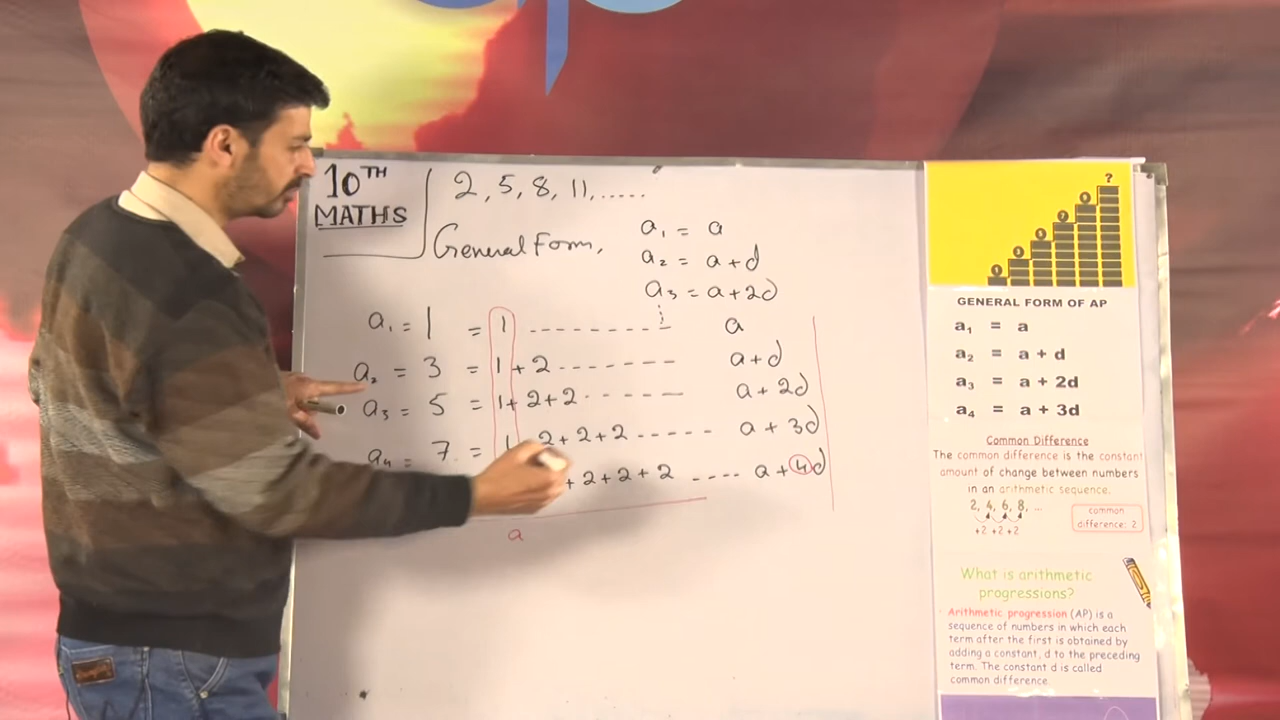 10TH
MATHS
2, 5, 8, 11, .....
General Form,
a1 = a
a2 = a+d
a3 = a+2d
a1 = 1 = 1 --------- a
a2 = 3 = 1+2 ------- a+d
a3 = 5 = 1+2+2 ------ a+2d
a4 = 7 = 1 2+2+2 ----- a+3d
+2+2+2 ---- a+4d
a
?
GENERAL FORM OF AP
a1 = a
a2 = a + d
a3 = a + 2d
a4 = a + 3d
Common Difference
The common difference is the constant
amount of change between numbers
in an arithmetic sequence.
2, 4, 6, 8, ...
+2 +2 +2
common
difference: 2
What is arithmetic
progressions?
Arithmetic progression (AP) is a
sequence of numbers in which each
term after the first is obtained by
adding a constant, d to the preceding
term. The constant d is called
common difference.